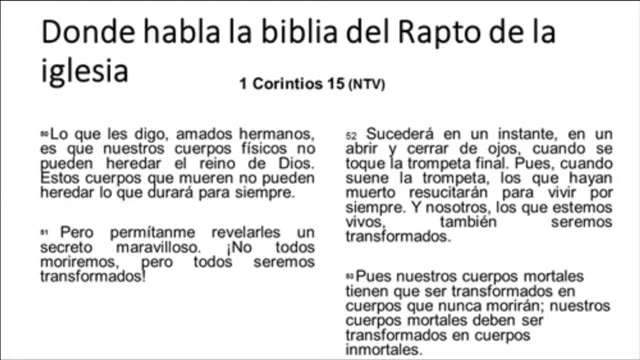 Donde habla la biblia del Rapto de la
iglesia
1 Corintios 15 (NTV)
50 Lo que les digo, amados hermanos,
es que nuestros cuerpos físicos no
pueden heredar el reino de Dios.
Estos cuerpos que mueren no pueden
heredar lo que durará para siempre.
51 Pero permítanme revelarles un
secreto maravilloso. ¡No todos
moriremos, pero todos seremos
transformados!
52 Sucederá en un instante, en un
abrir y cerrar de ojos, cuando se
toque la trompeta final. Pues, cuando
suene la trompeta, los que hayan
muerto resucitarán para vivir por
siempre. Y nosotros, los que estemos
vivos, también seremos
transformados.
53 Pues nuestros cuerpos mortales
tienen que ser transformados en
cuerpos que nunca morirán; nuestros
cuerpos mortales deben ser
transformados en cuerpos
inmortales.